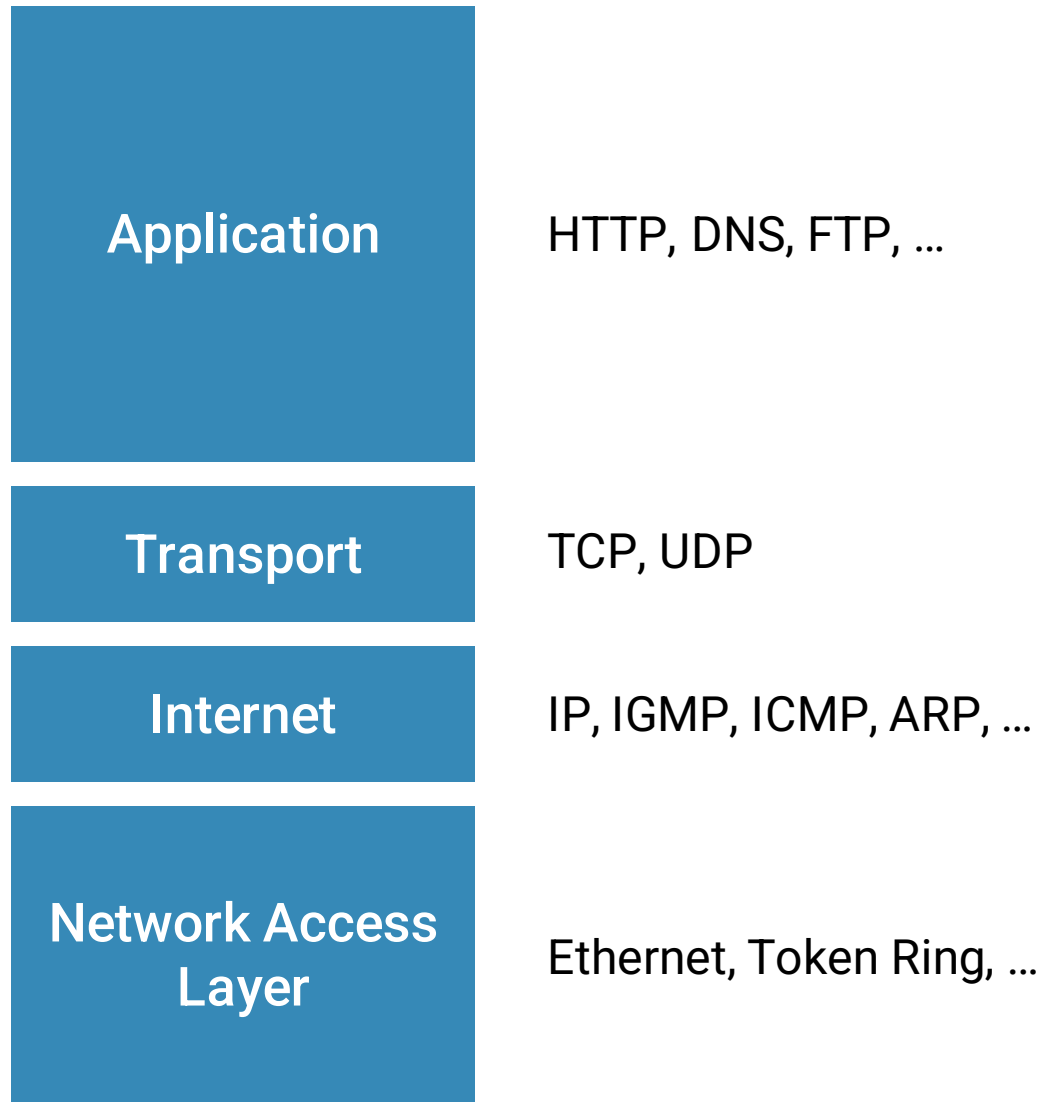 Application
HTTP, DNS, FTP, ...
Transport
TCP, UDP
Internet
IP, IGMP, ICMP, ARP, ...
Network Access
Layer
Ethernet, Token Ring, ...